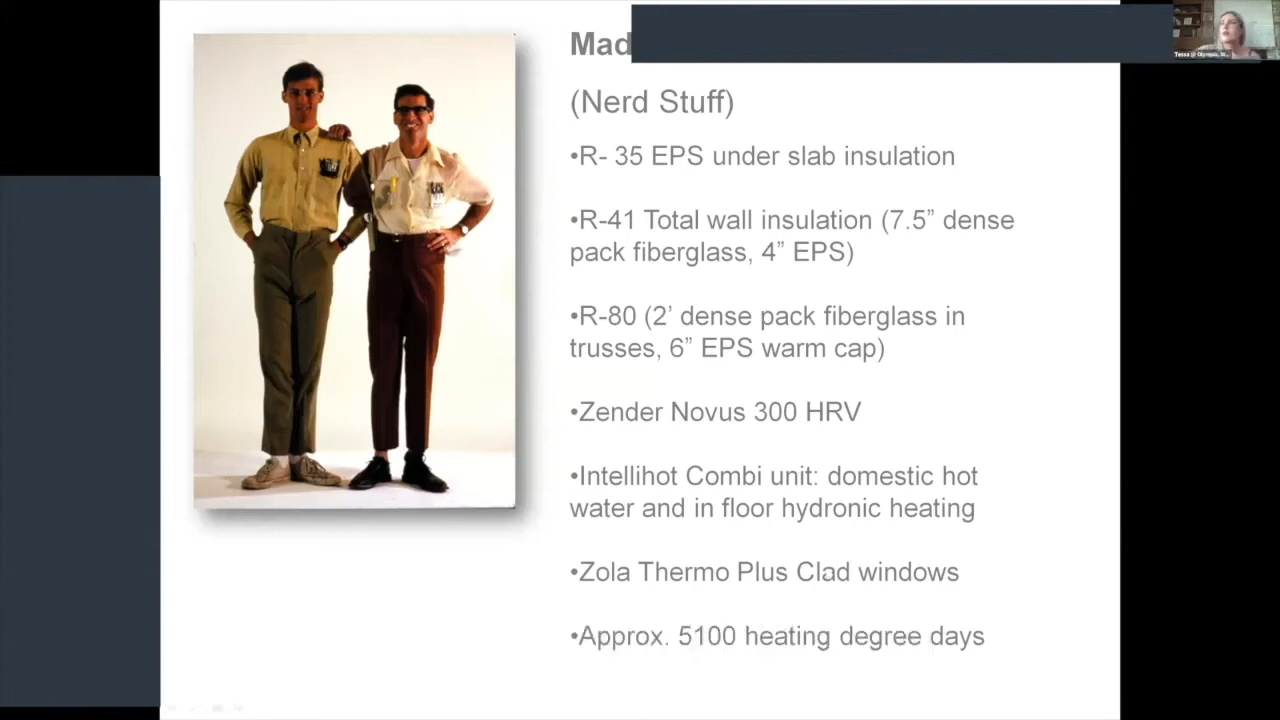 Mad
(Nerd Stuff)
•R- 35 EPS under slab insulation
•R-41 Total wall insulation (7.5” dense
pack fiberglass, 4” EPS)
•R-80 (2’ dense pack fiberglass in
trusses, 6” EPS warm cap)
•Zender Novus 300 HRV
•Intellihot Combi unit: domestic hot
water and in floor hydronic heating
•Zola Thermo Plus Clad windows
•Approx. 5100 heating degree days
Tessa @ Olympia, W...